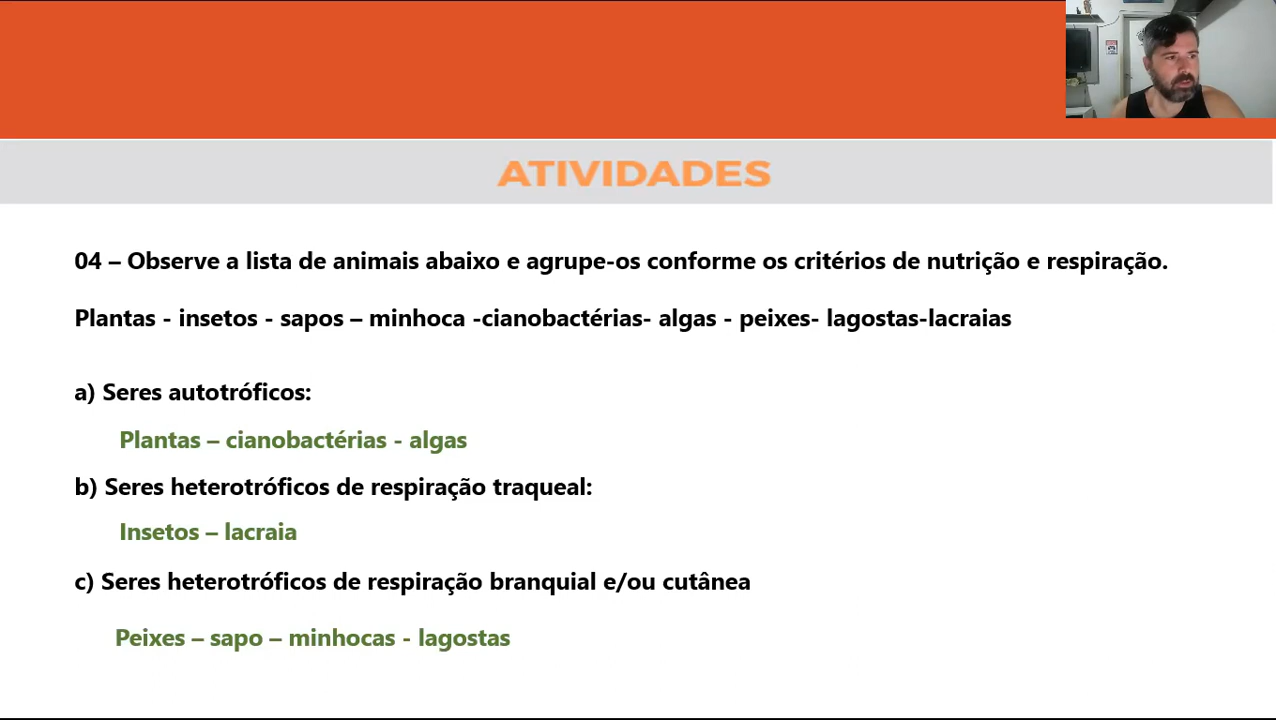 ATIVIDADES
04 – Observe a lista de animais abaixo e agrupe-os conforme os critérios de nutrição e respiração.
Plantas - insetos - sapos – minhoca -cianobactérias- algas - peixes- lagostas-lacraias
a) Seres autotróficos:
Plantas – cianobactérias - algas
b) Seres heterotróficos de respiração traqueal:
Insetos – lacraia
c) Seres heterotróficos de respiração branquial e/ou cutânea
Peixes – sapo – minhocas - lagostas